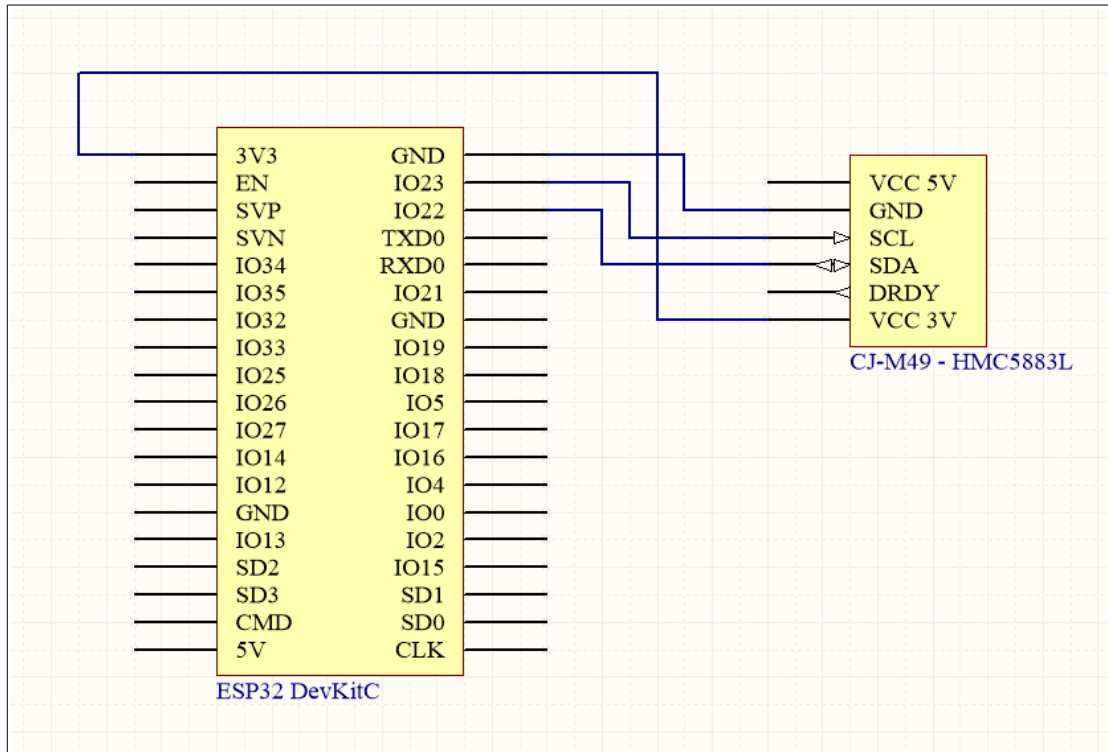 3V3 GND
EN IO23
SVP IO22
SVN TXD0
IO34 RXD0
IO35 IO21
IO32 GND
IO33 IO19
IO25 IO18
IO26 IO5
IO27 IO17
IO14 IO16
IO12 IO4
GND IO0
IO13 IO2
SD2 IO15
SD3 SD1
CMD SD0
5V CLK
ESP32 DevKitC
VCC 5V
GND
SCL
SDA
DRDY
VCC 3V
CJ-M49 - HMC5883L